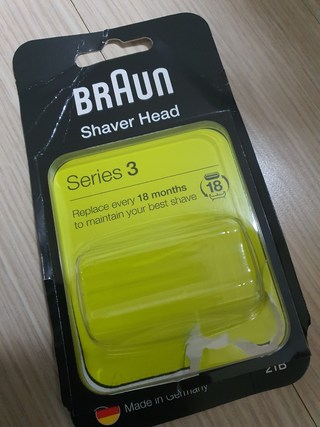 BRAUN
Shaver Head
Series 3
Replace every 18 months
to maintain your best shave
18
21B
Made in Germany